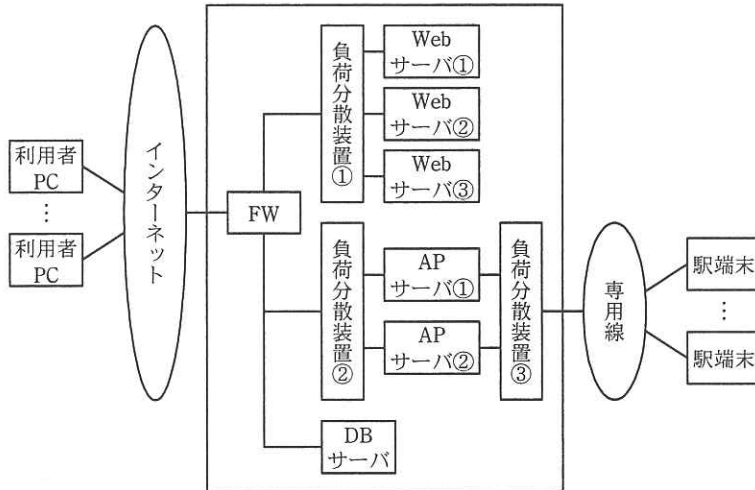 利用者
PC
⋮
利用者
PC
インターネット
FW
負荷分散装置①
Web
サーバ①
Web
サーバ②
Web
サーバ③
負荷分散装置②
AP
サーバ①
AP
サーバ②
負荷分散装置③
DB
サーバ
専用線
駅端末
⋮
駅端末